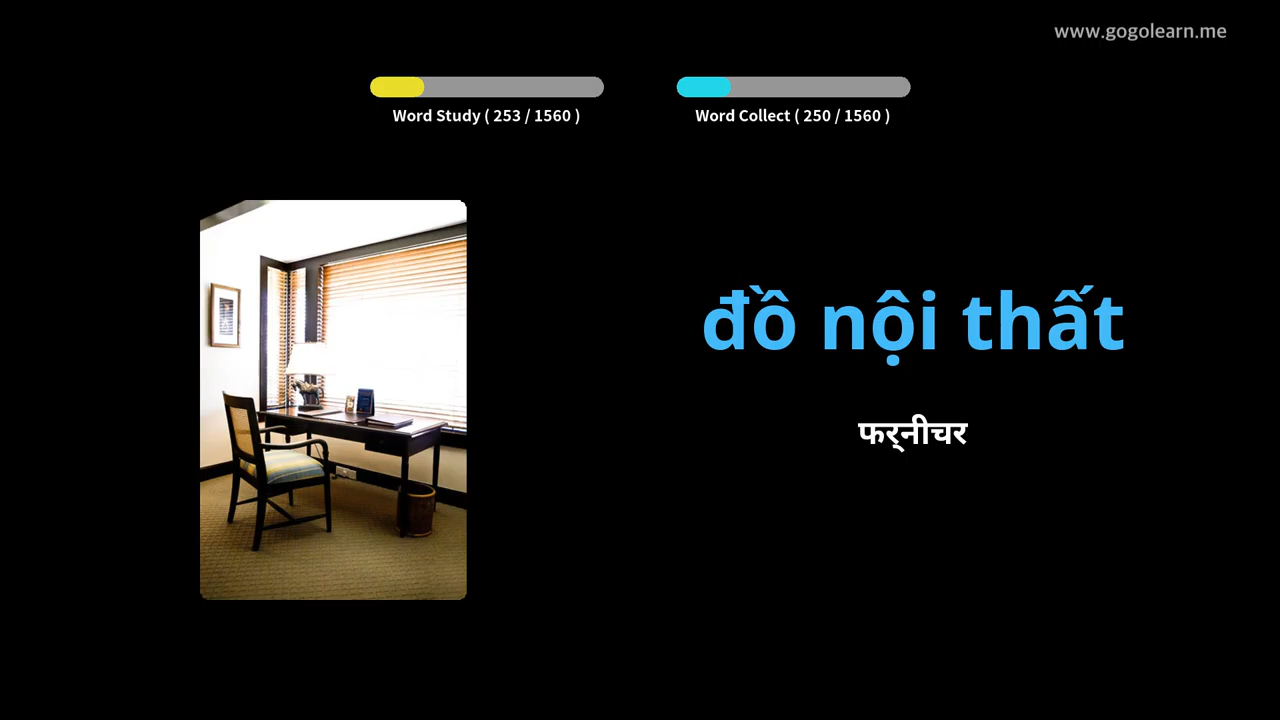 www.gogolearn.me
Word Study ( 253 / 1560 )
Word Collect ( 250 / 1560 )
đồ nội thất
फर्नीचर